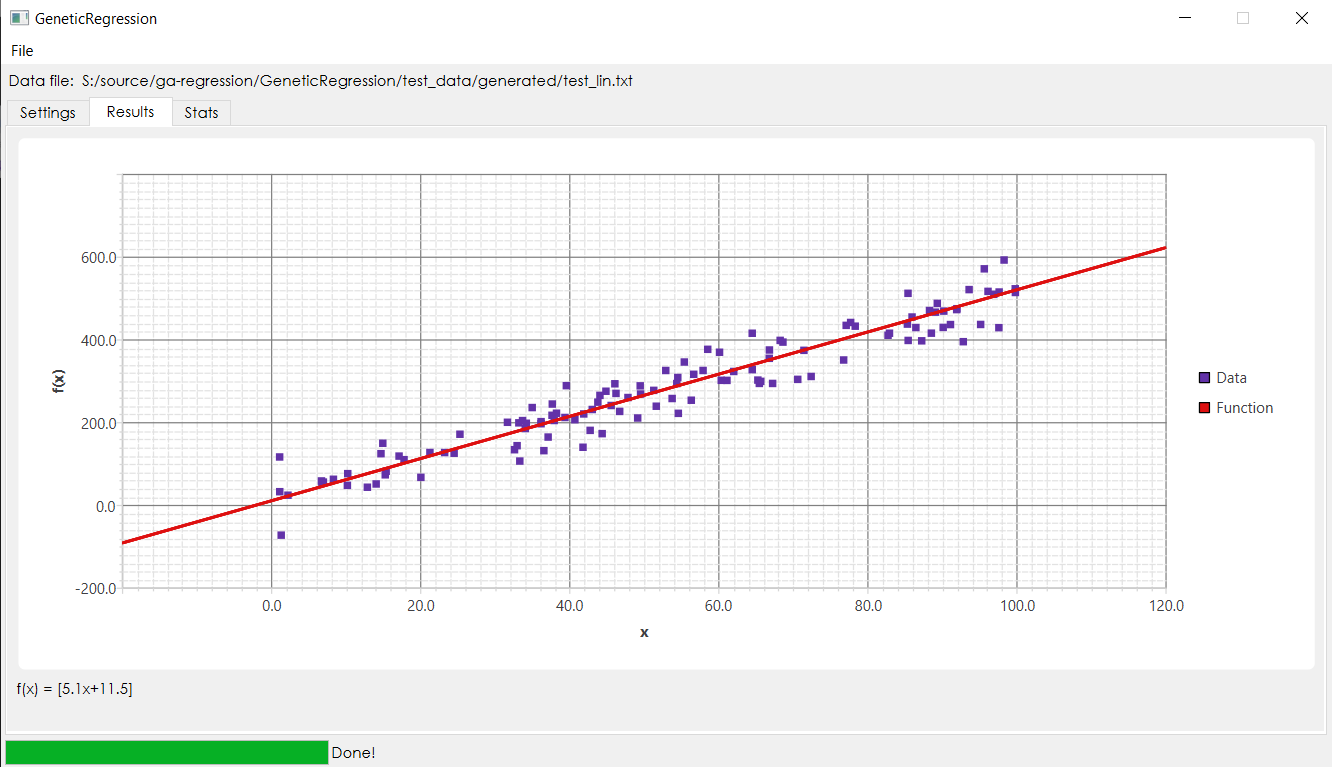 GeneticRegression
File
Data file: S:/source/ga-regression/GeneticRegression/test_data/generated/test_lin.txt
Settings Results Stats
600.0
400.0
200.0
0.0
-200.0
f(x)
0.0 20.0 40.0 60.0 80.0 100.0 120.0
x
Data
Function
f(x) = [5.1x+11.5]
Done!